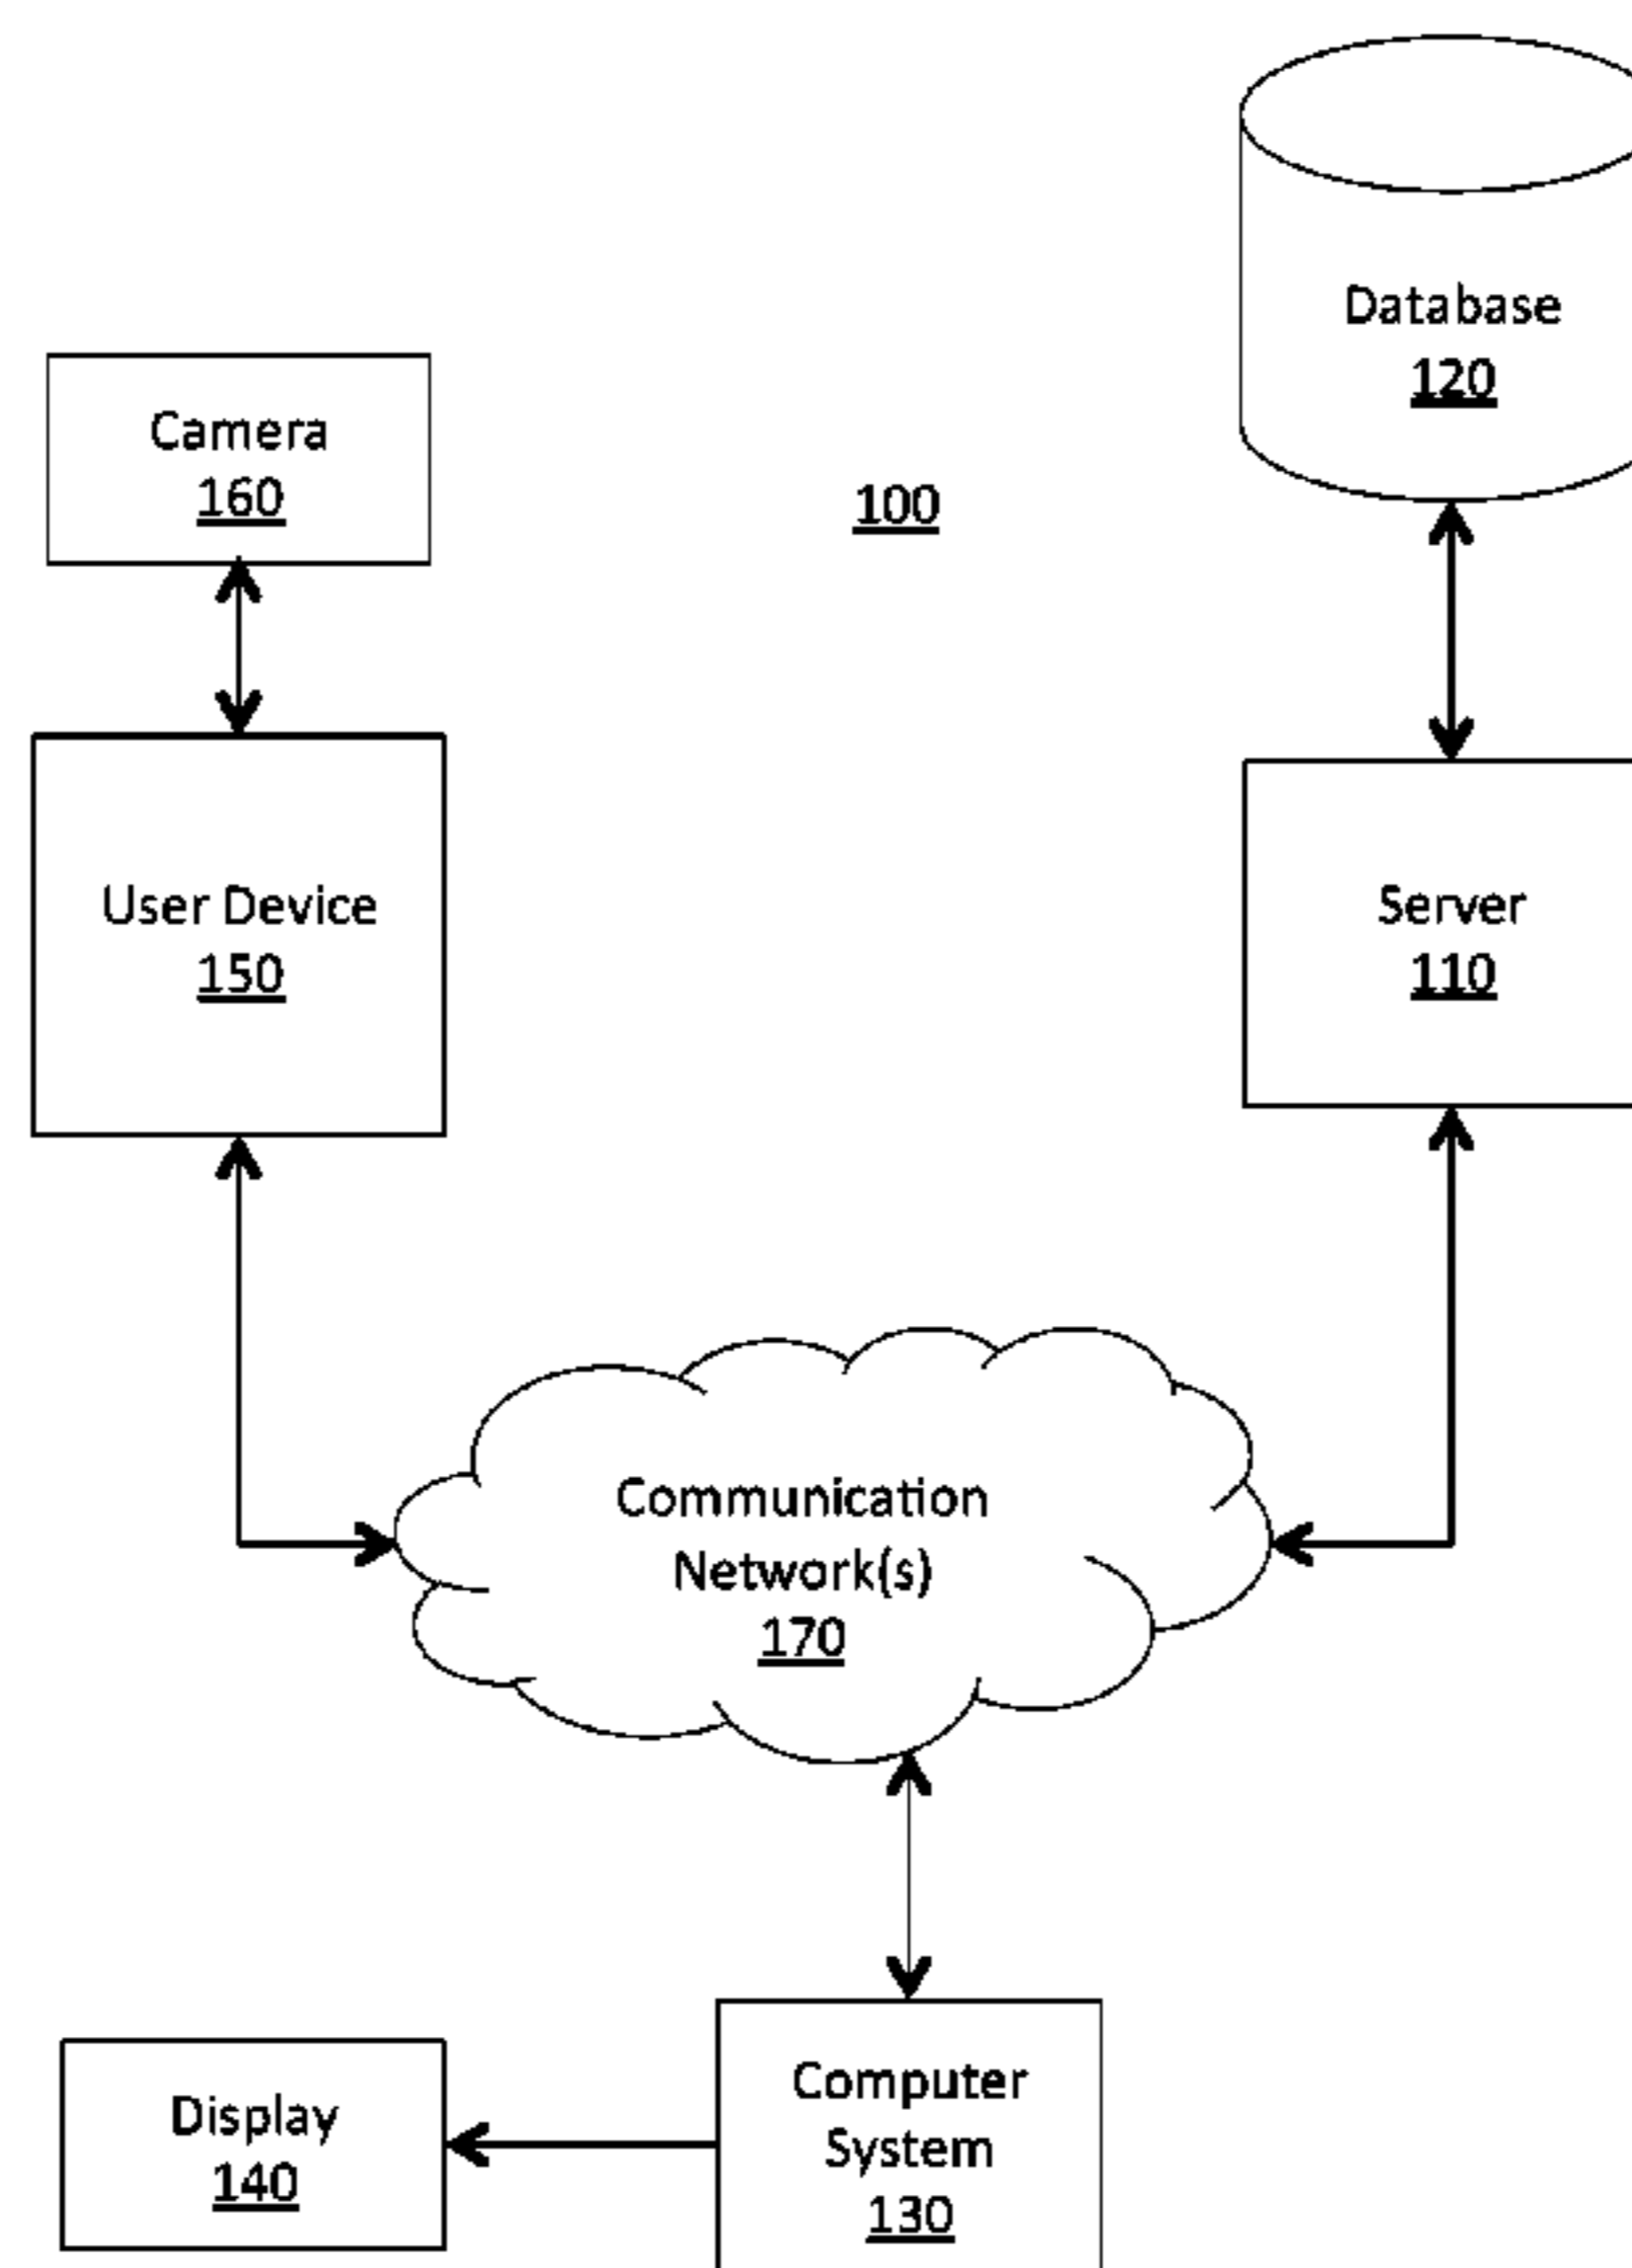 Database
120
Camera
160
100
User Device
150
Server
110
Communication
Network(s)
170
Computer
System
130
Display
140